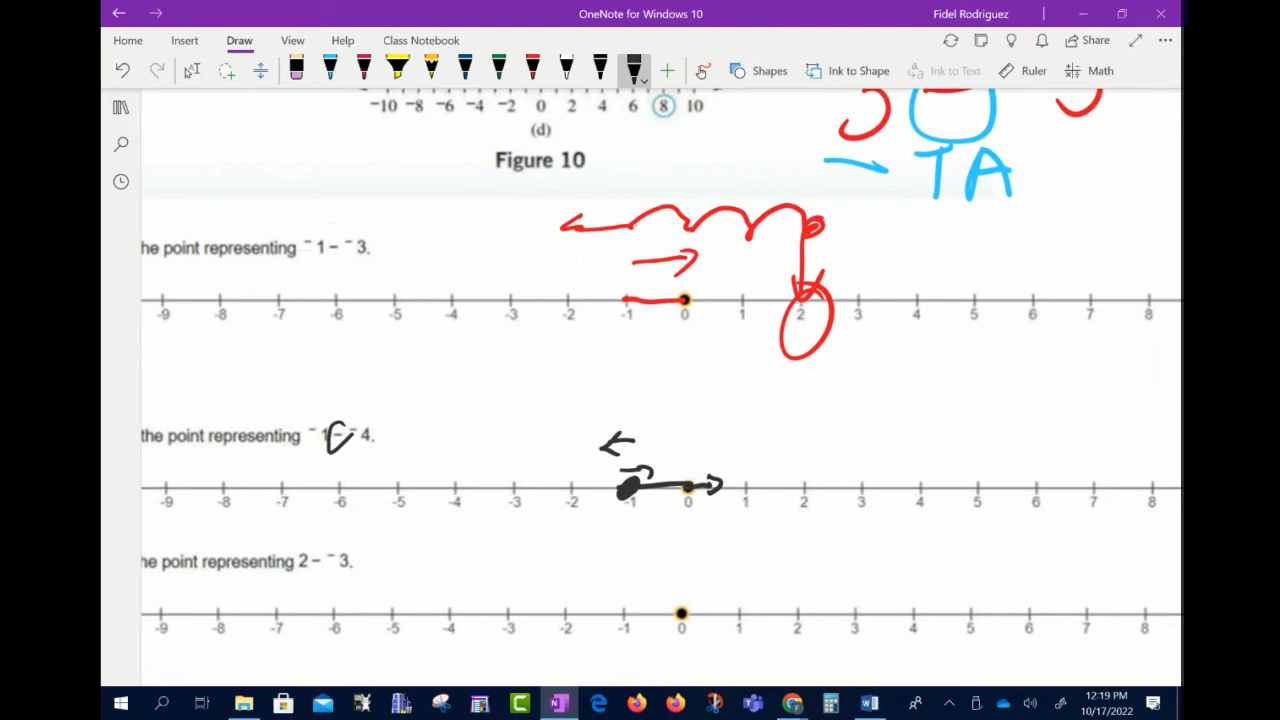 OneNote for Windows 10
Fidel Rodriguez
Home Insert Draw View Help Class Notebook
Share
Shapes
Ink to Shape
Ink to Text
Ruler
Math
-10 -8 -6 -4 -2 0 2 4 6 8 10
(d)
Figure 10
TA
he point representing ⁻1 − ⁻3.
-9 -8 -7 -6 -5 -4 -3 -2 -1 0 1 2 3 4 5 6 7 8
the point representing ⁻1 − ⁻4.
-9 -8 -7 -6 -5 -4 -3 -2 -1 0 1 2 3 4 5 6 7 8
he point representing 2 − ⁻3.
-9 -8 -7 -6 -5 -4 -3 -2 -1 0 1 2 3 4 5 6 7 8
12:19 PM
10/17/2022